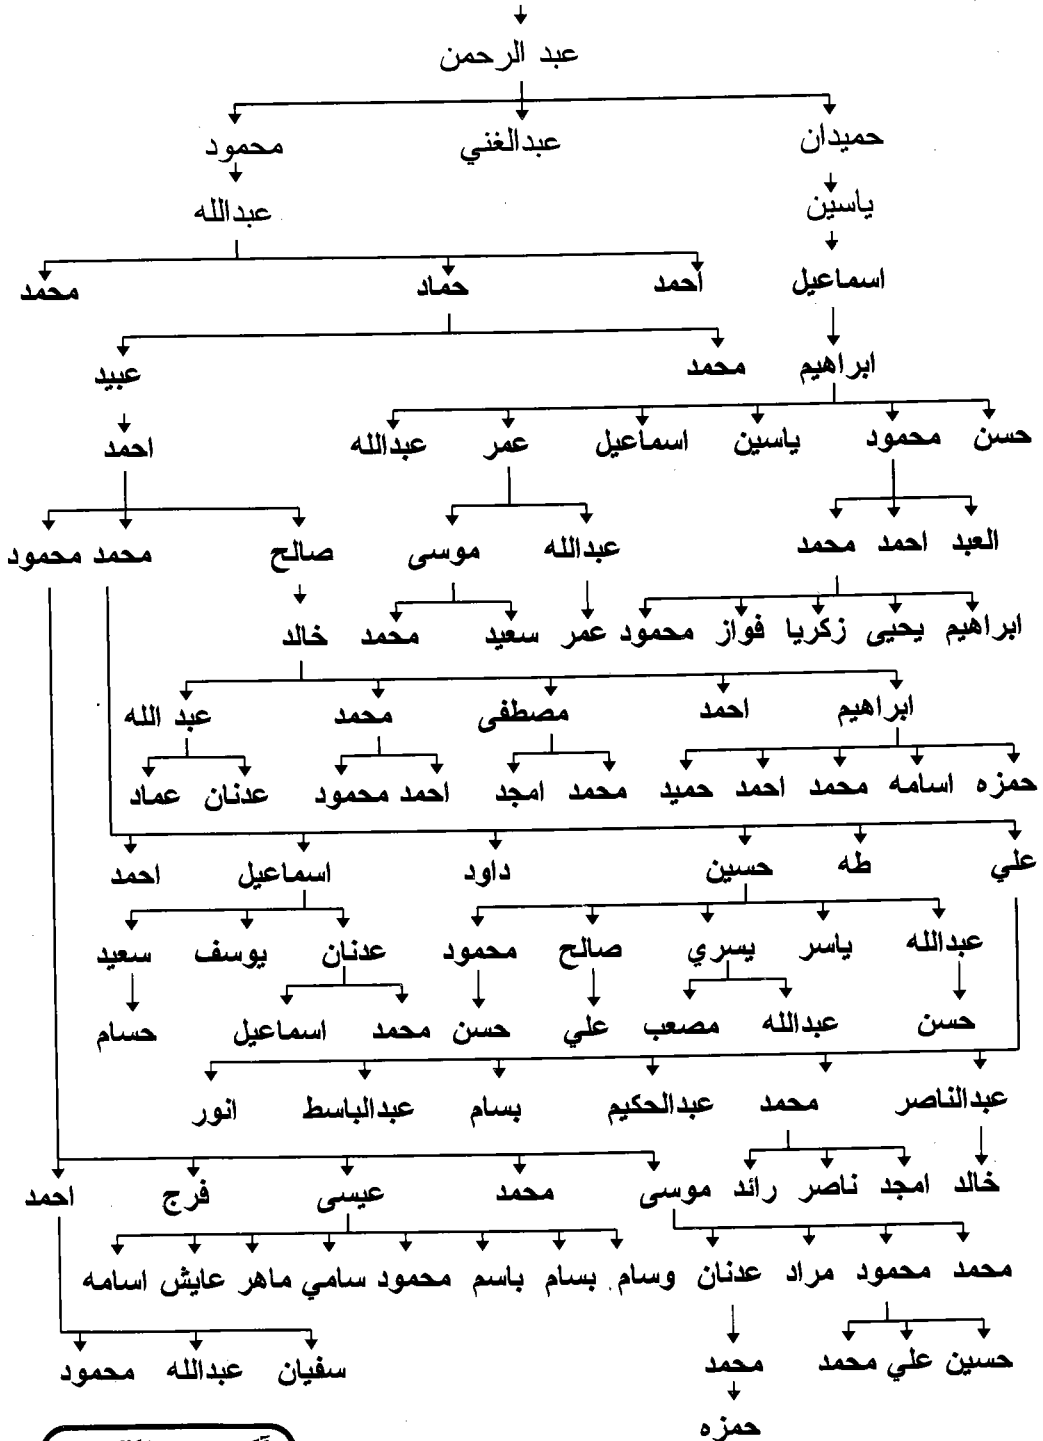 عبد الرحمن
حميدان عبدالغني محمود
ياسين عبدالله
اسماعيل احمد حماد محمد
ابراهيم محمد عبيد
حسن محمود ياسين اسماعيل عمر عبدالله احمد
العبد احمد محمد عبدالله موسى صالح محمد محمود
ابراهيم يحيى زكريا فواز محمود عمر سعيد محمد خالد
ابراهيم احمد مصطفى محمد عبد الله
حمزه اسامه محمد احمد حميد محمد امجد احمد محمود عدنان عماد
علي طه حسين داود اسماعيل احمد
عبدالله ياسر يسري صالح محمود عدنان يوسف سعيد
حسن عبدالله مصعب علي حسن محمد اسماعيل حسام
عبدالناصر محمد عبدالحكيم بسام عبدالباسط انور
خالد امجد ناصر رائد موسى محمد عيسى فرج احمد
محمد محمود مراد عدنان وسام بسام باسم محمود سامي ماهر عايش اسامه
حسين علي محمد محمد سفيان عبدالله محمود
حمزه